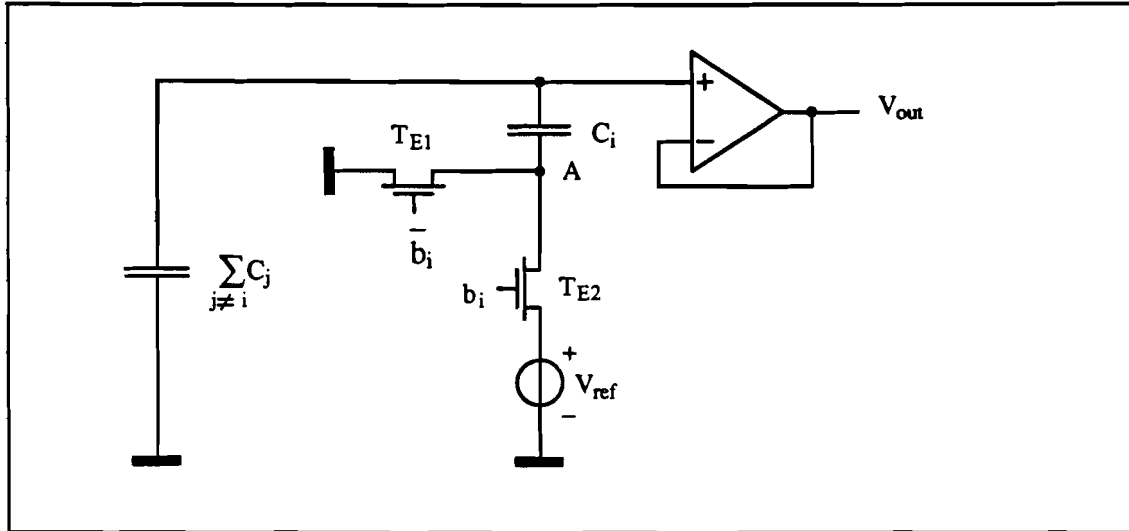 +
V_out
T_E1
C_i
−
A
b̄_i
∑ C_j
j≠i
b_i
T_E2
+
V_ref
−